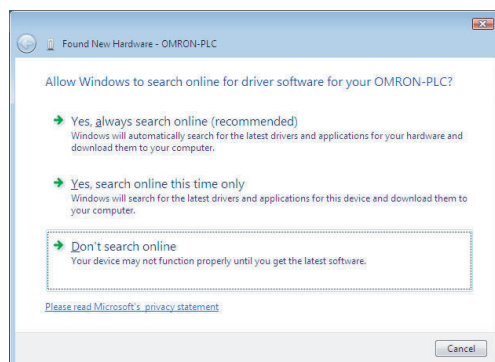 Found New Hardware - OMRON-PLC
Allow Windows to search online for driver software for your OMRON-PLC?
Yes, always search online (recommended)
Windows will automatically search for the latest drivers and applications for your hardware and
download them to your computer.
Yes, search online this time only
Windows will search for the latest drivers and applications for this device and download them to
your computer.
Don't search online
Your device may not function properly until you get the latest software.
Please read Microsoft's privacy statement
Cancel